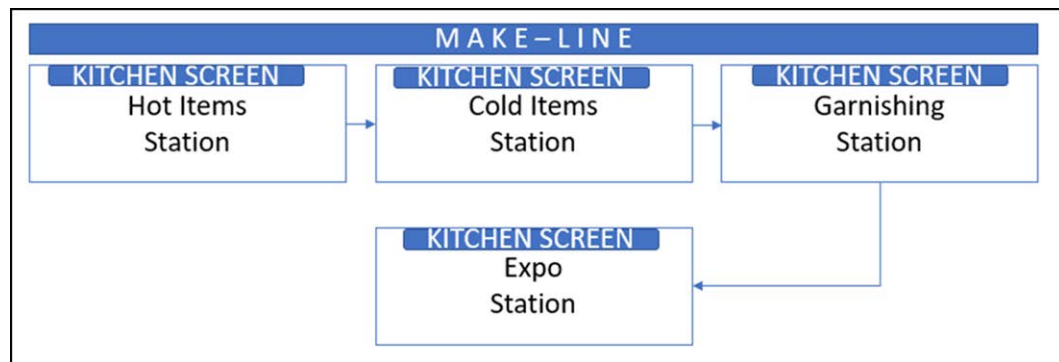 MAKE–LINE
KITCHEN SCREEN
Hot Items
Station
KITCHEN SCREEN
Cold Items
Station
KITCHEN SCREEN
Garnishing
Station
KITCHEN SCREEN
Expo
Station